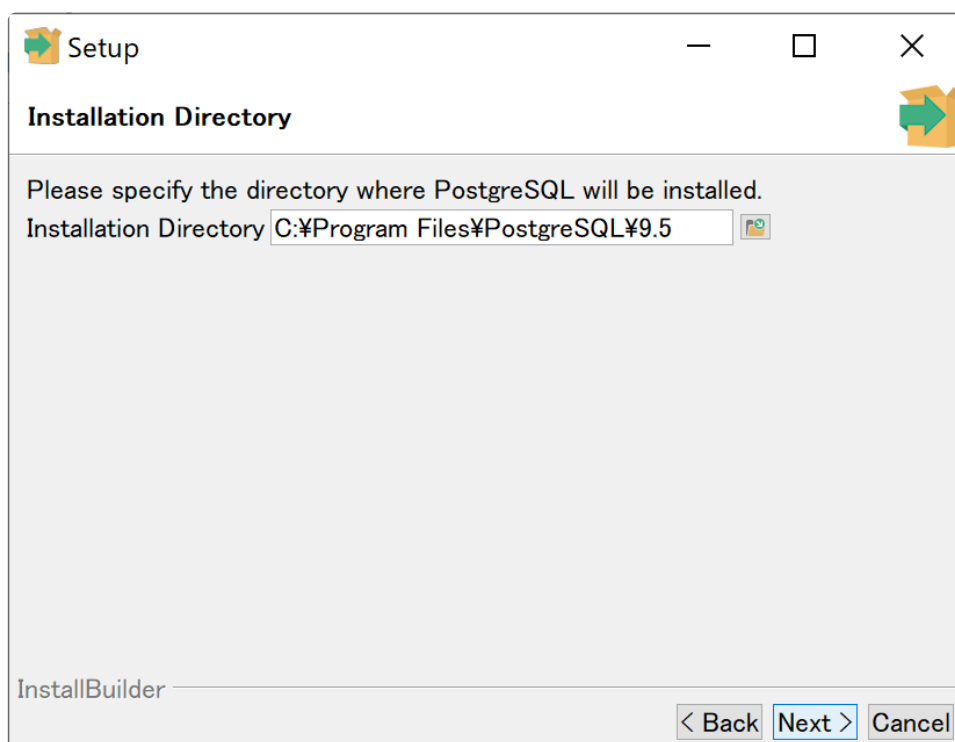 Setup
Installation Directory
Please specify the directory where PostgreSQL will be installed.
Installation Directory C:¥Program Files¥PostgreSQL¥9.5
InstallBuilder
< Back Next > Cancel